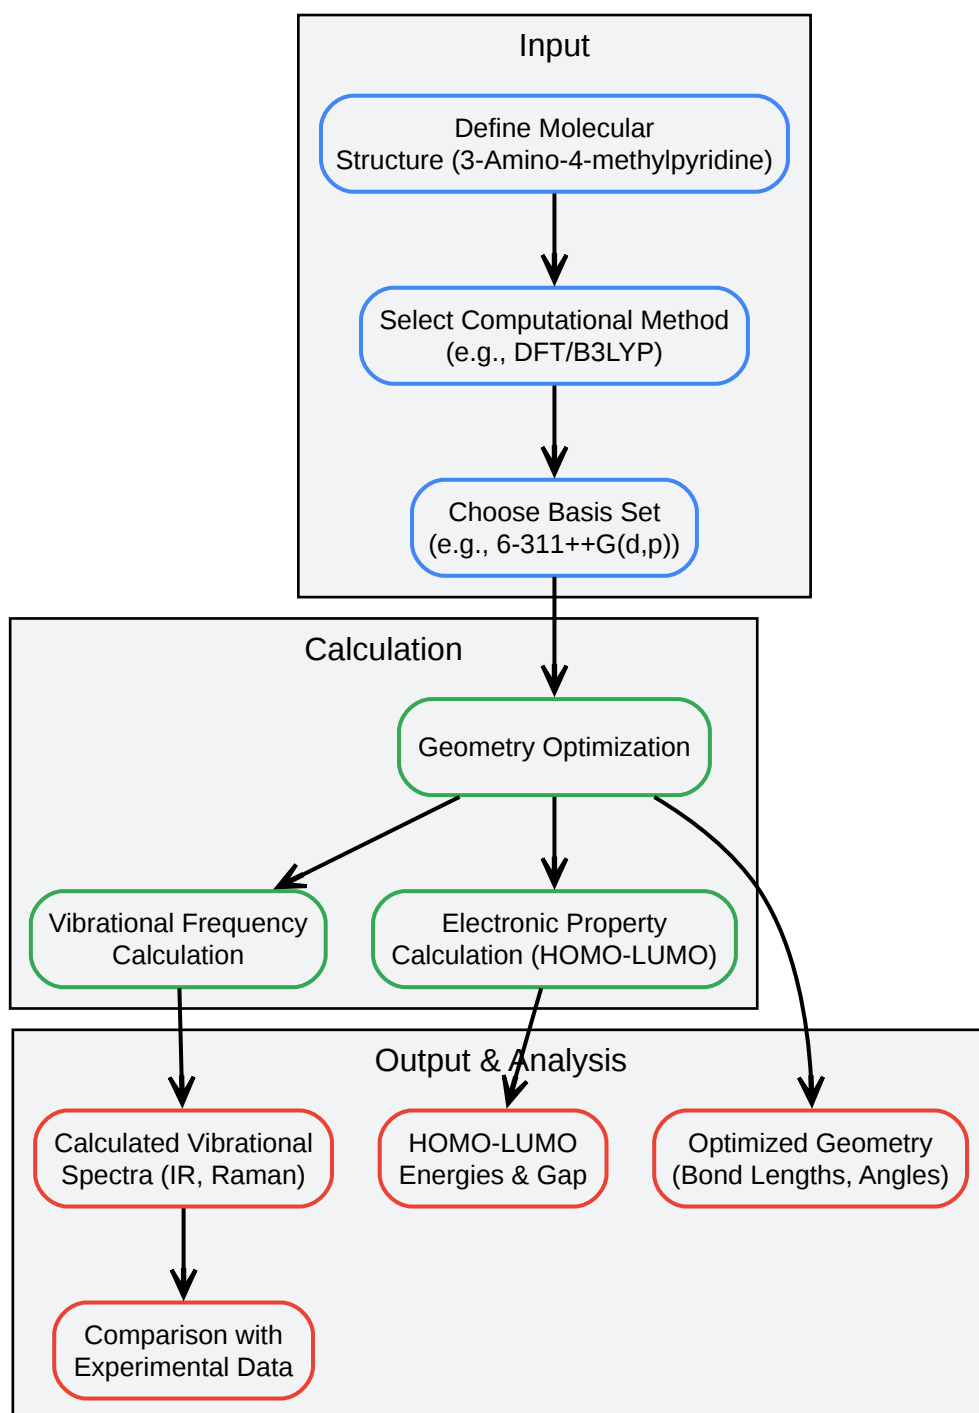 Input
Define Molecular
Structure (3-Amino-4-methylpyridine)
Select Computational Method
(e.g., DFT/B3LYP)
Choose Basis Set
(e.g., 6-311++G(d,p))
Calculation
Geometry Optimization
Vibrational Frequency
Calculation
Electronic Property
Calculation (HOMO-LUMO)
Output & Analysis
Calculated Vibrational
Spectra (IR, Raman)
HOMO-LUMO
Energies & Gap
Optimized Geometry
(Bond Lengths, Angles)
Comparison with
Experimental Data